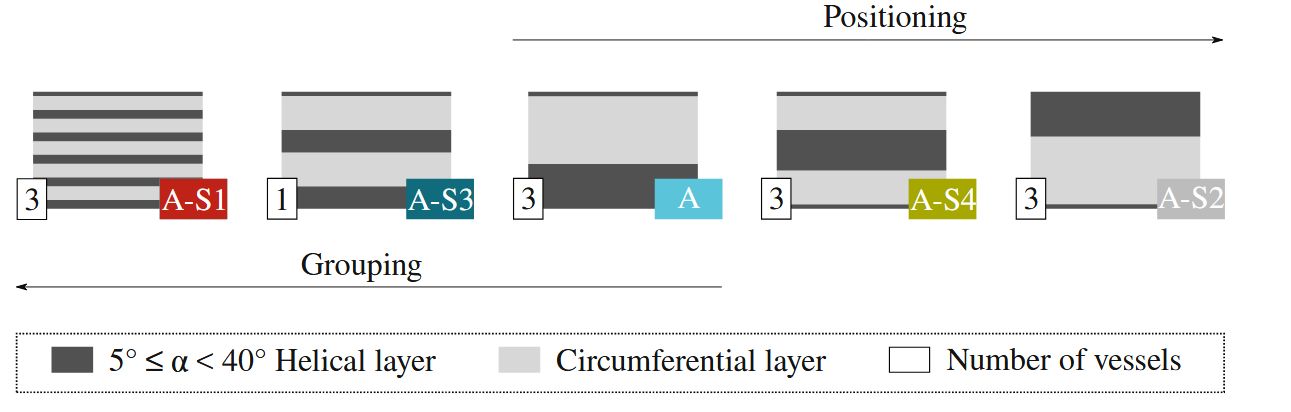 Positioning
3 A-S1 1 A-S3 3 A 3 A-S4 3 A-S2
Grouping
5° ≤ α < 40° Helical layer Circumferential layer Number of vessels